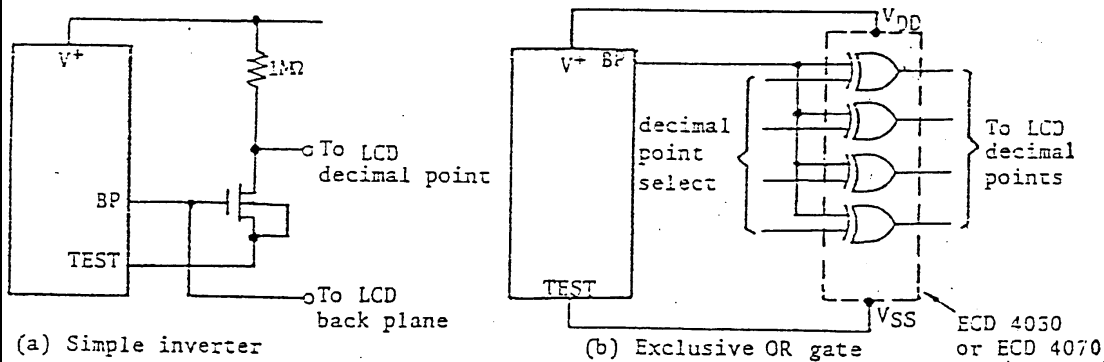 V+
1MΩ
To LCD
decimal point
BP
TEST
To LCD
back plane
(a) Simple inverter
VDD
V+ BP
decimal
point
select
To LCD
decimal
points
TEST
VSS
ECD 4030
or ECD 4070
(b) Exclusive OR gate